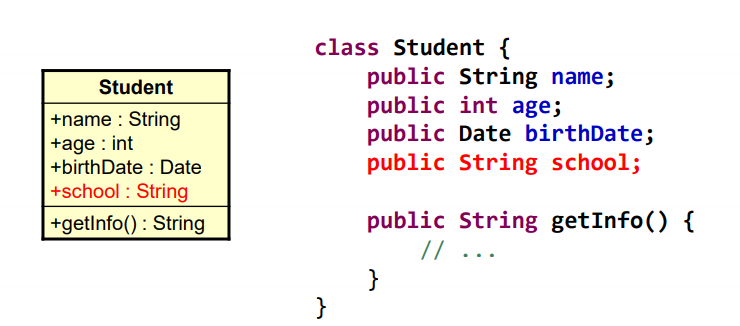 Student
+name : String
+age : int
+birthDate : Date
+school : String
+getInfo() : String
class Student {
    public String name;
    public int age;
    public Date birthDate;
    public String school;

    public String getInfo() {
        // ...
    }
}